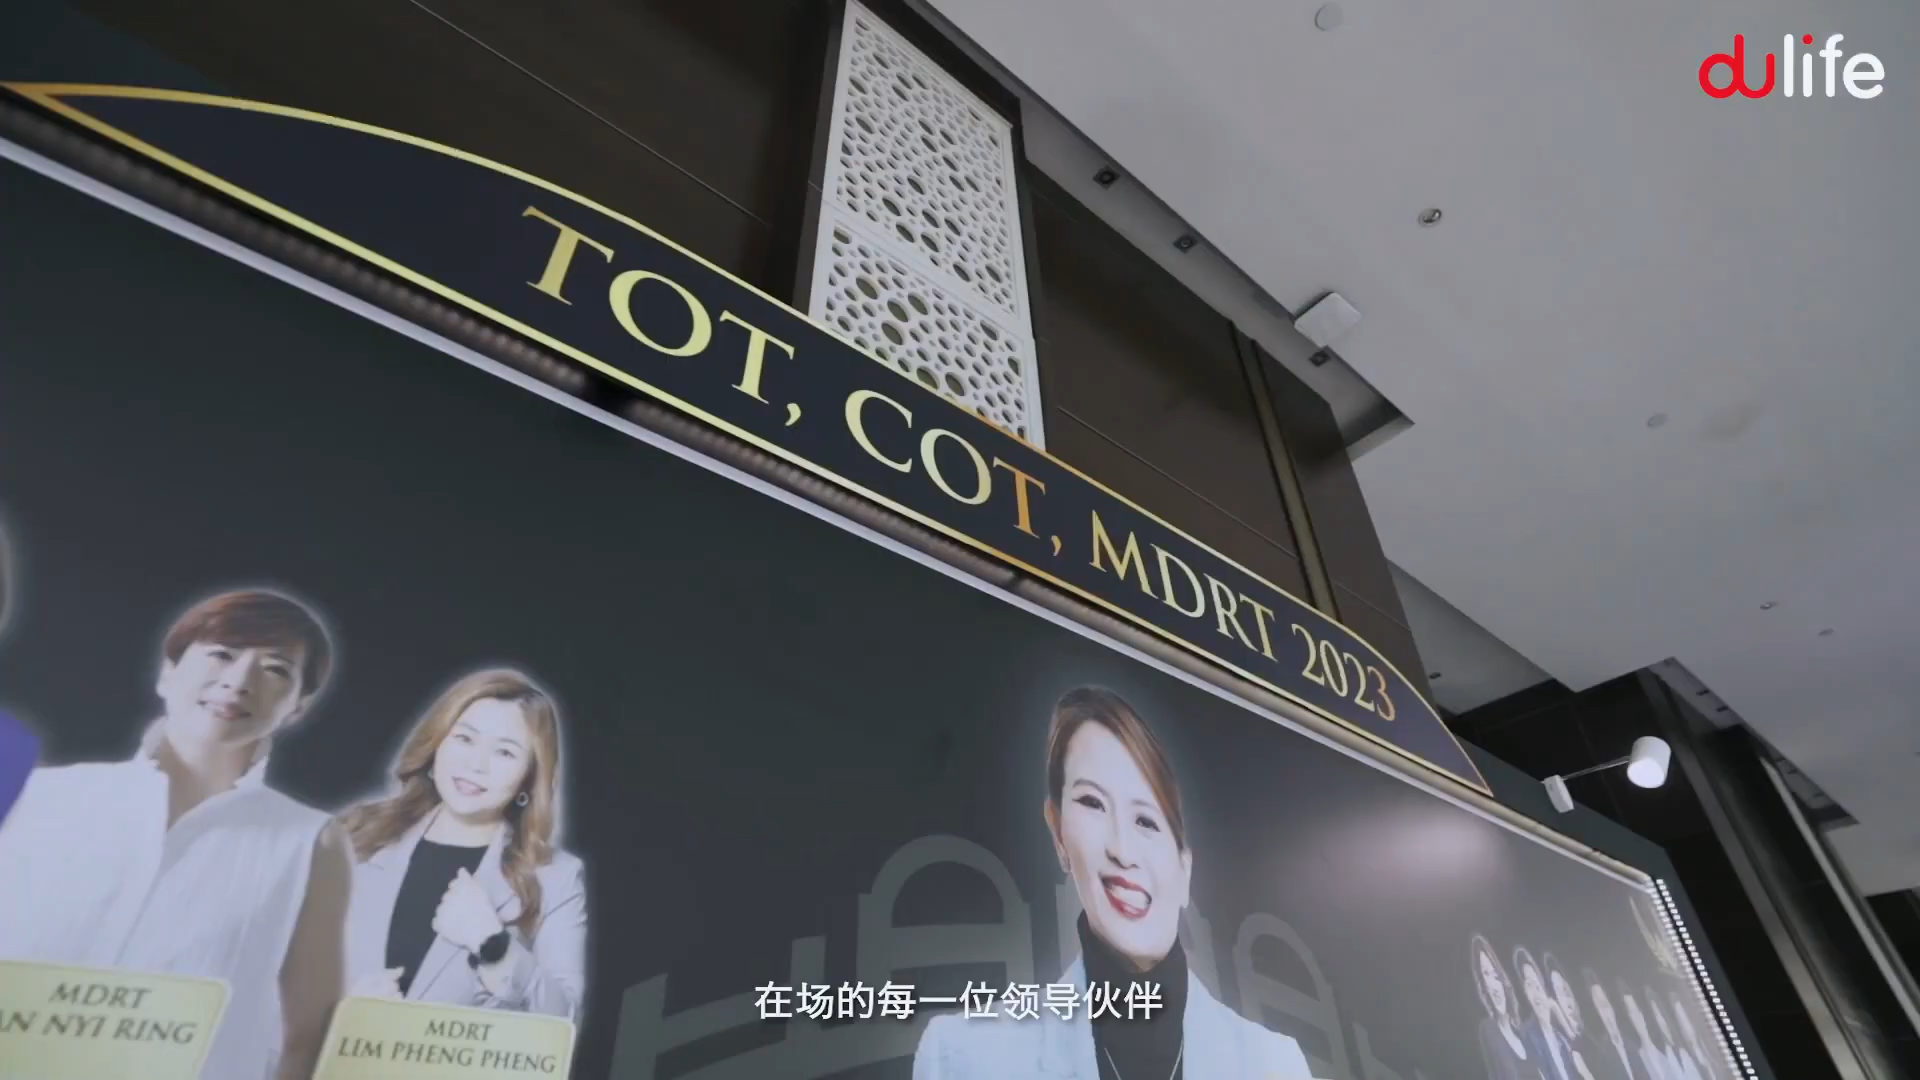 dulife
TOT, COT, MDRT 2023
MDRT
AN NYI RING
MDRT
LIM PHENG PHENG
在场的每一位领导伙伴